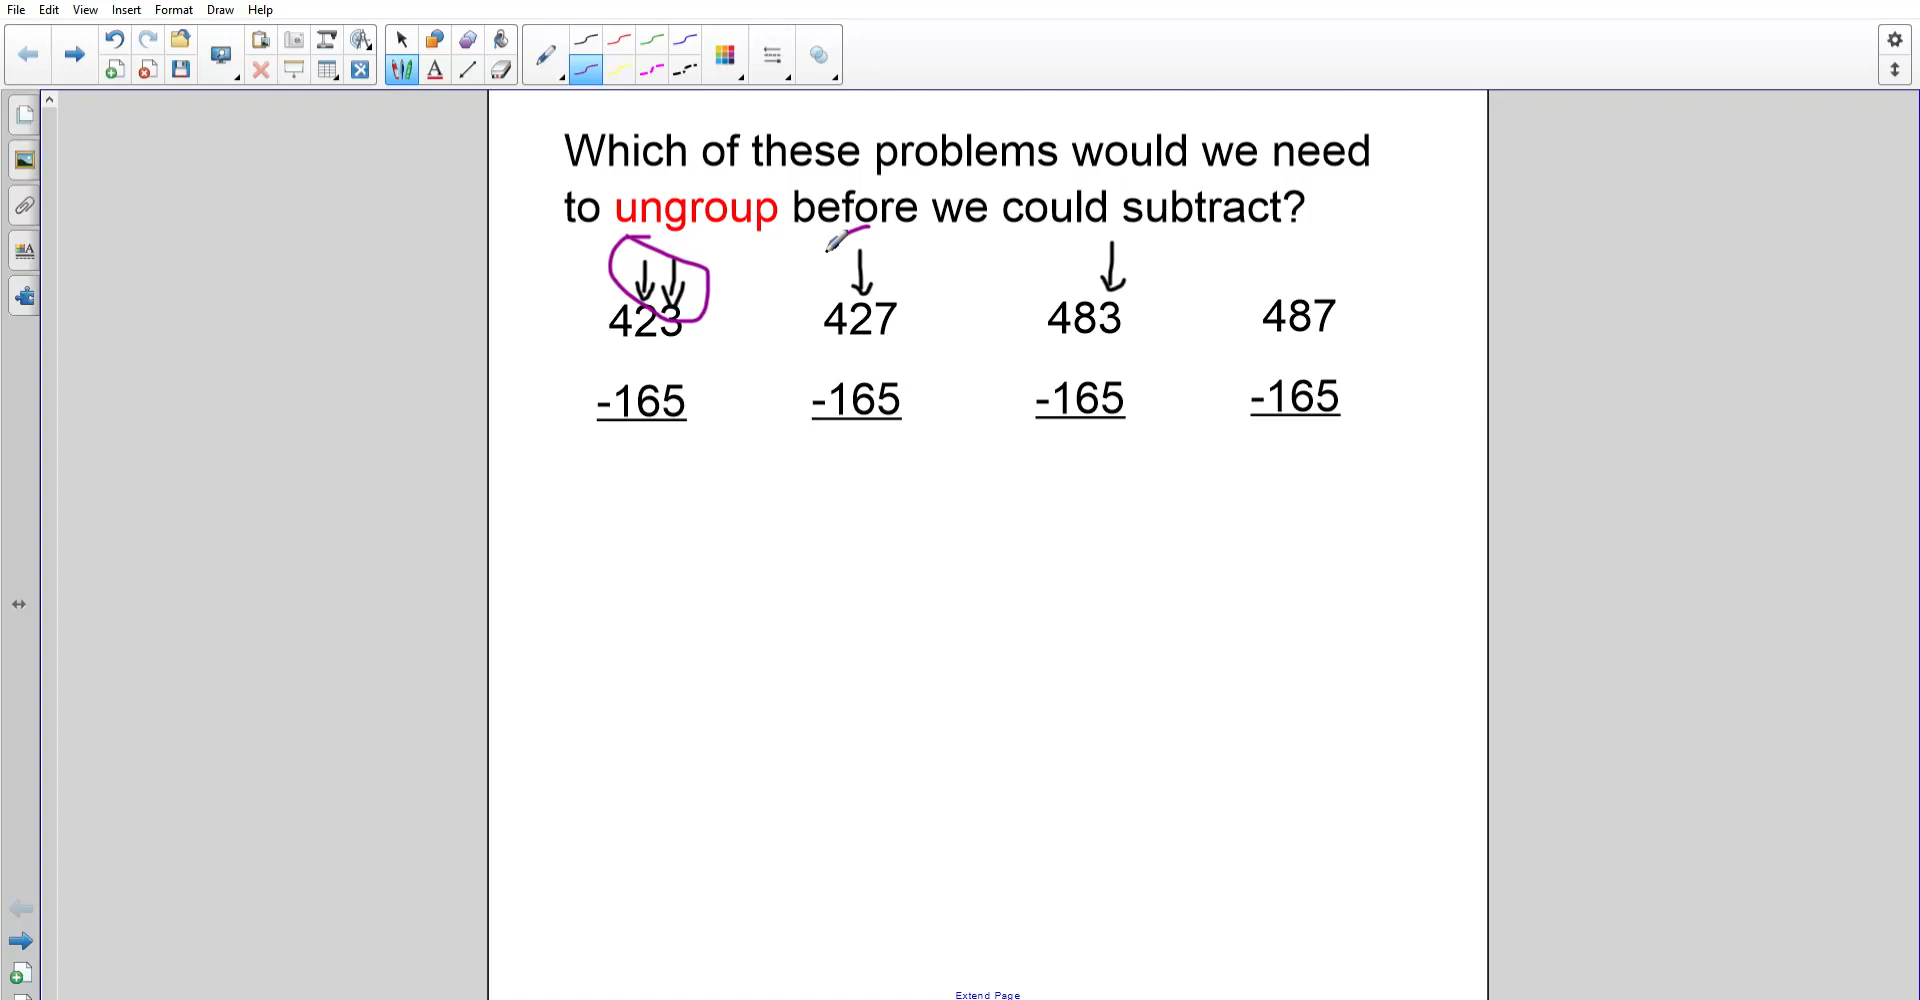 File Edit View Insert Format Draw Help
Which of these problems would we need
to ungroup before we could subtract?
423 427 483 487
-165 -165 -165 -165
Extend Page